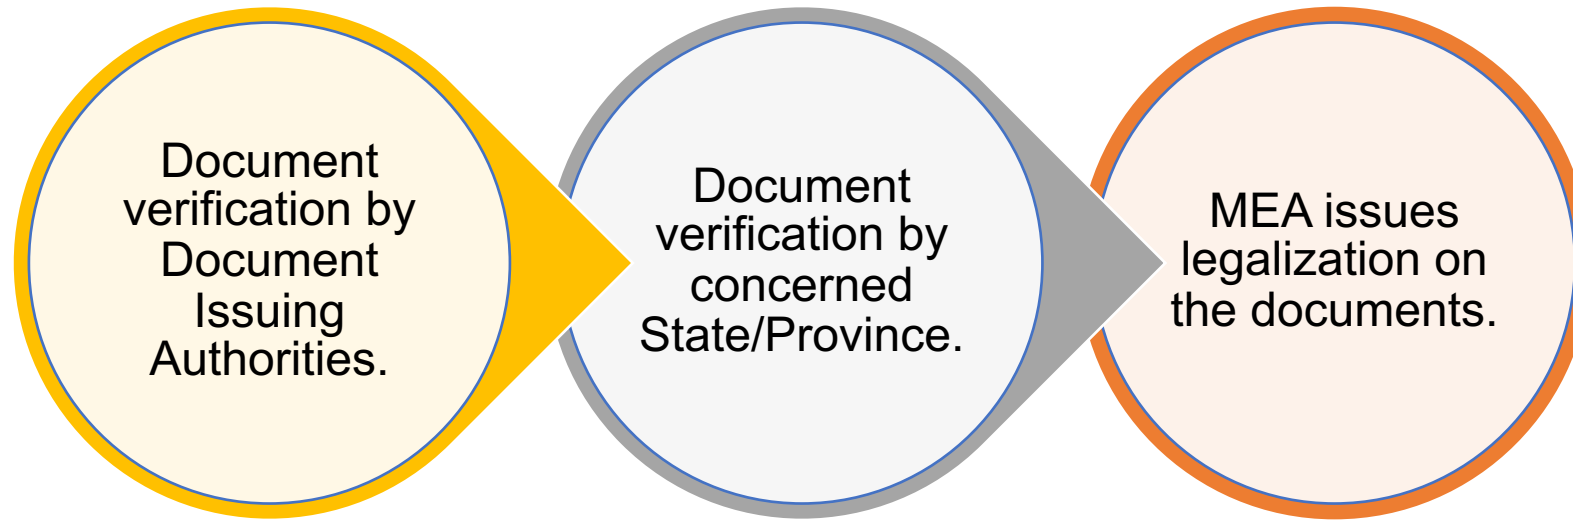 Document
verification by
Document
Issuing
Authorities.
Document
verification by
concerned
State/Province.
MEA issues
legalization on
the documents.